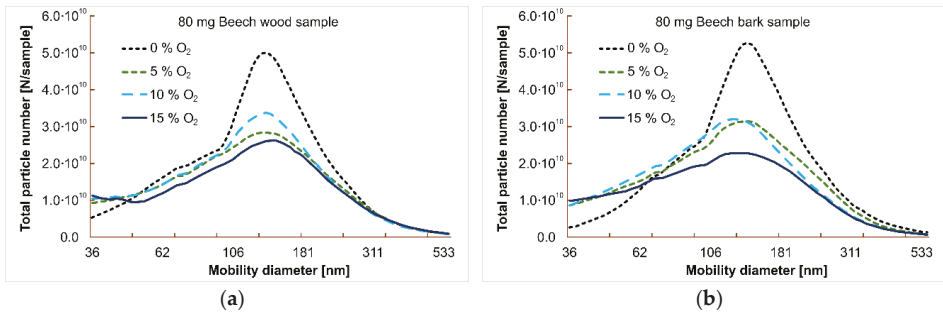 80 mg Beech wood sample
Total particle number [N/sample]
6.0·10¹⁰
5.0·10¹⁰
4.0·10¹⁰
3.0·10¹⁰
2.0·10¹⁰
1.0·10¹⁰
0.0
0 % O₂
5 % O₂
10 % O₂
15 % O₂
36 62 106 181 311 533
Mobility diameter [nm]
(a)
80 mg Beech bark sample
Total particle number [N/sample]
6.0·10¹⁰
5.0·10¹⁰
4.0·10¹⁰
3.0·10¹⁰
2.0·10¹⁰
1.0·10¹⁰
0.0
0 % O₂
5 % O₂
10 % O₂
15 % O₂
36 62 106 181 311 533
Mobility diameter [nm]
(b)